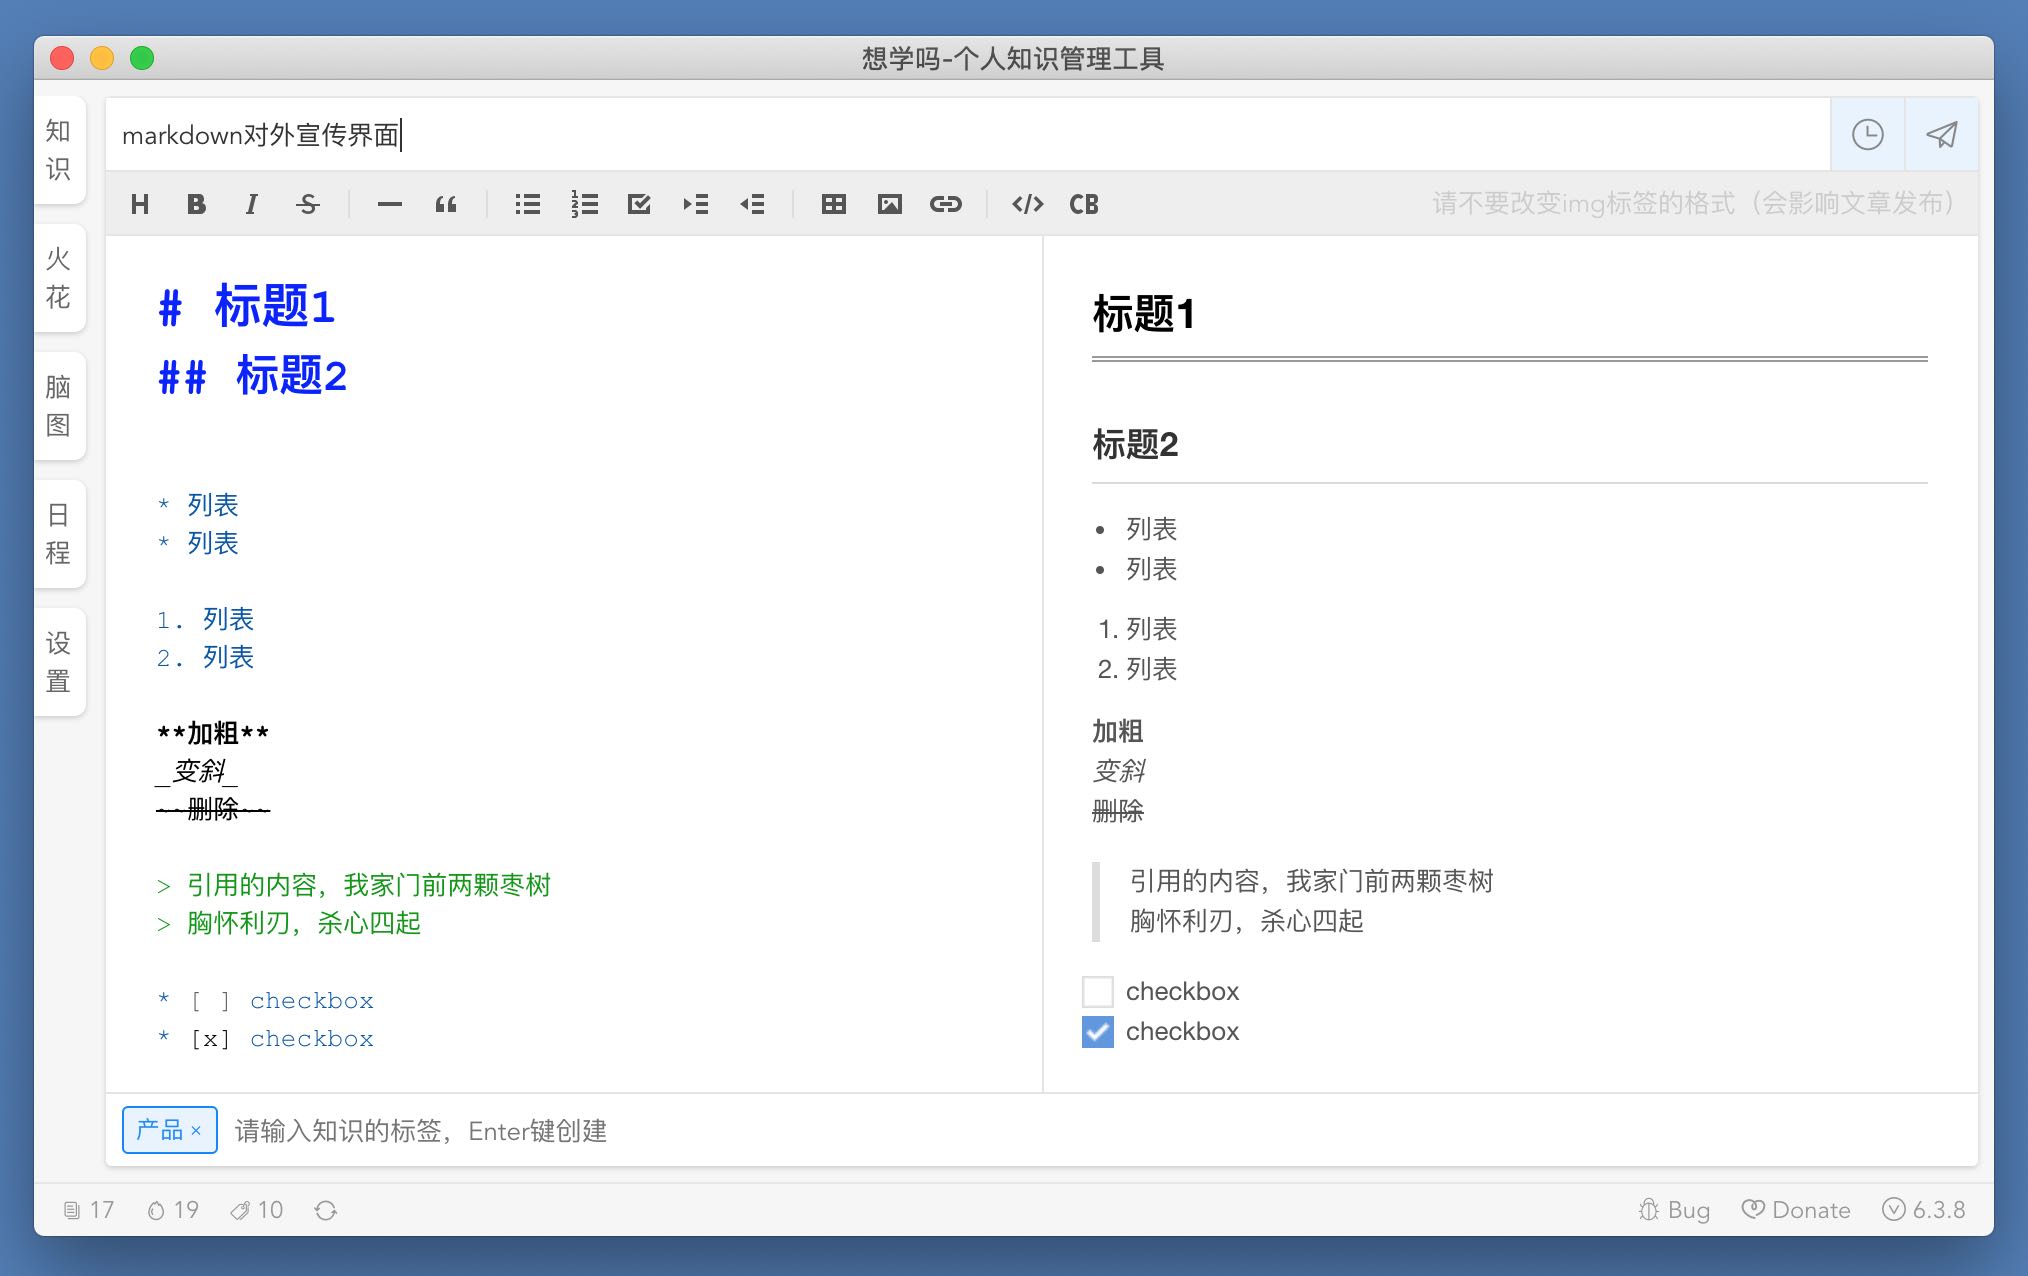 想学吗-个人知识管理工具
知识
火花
脑图
日程
设置
markdown对外宣传界面
H B I S — “ </> CB 请不要改变img标签的格式（会影响文章发布）
# 标题1
## 标题2
* 列表
* 列表
1. 列表
2. 列表
**加粗**
_变斜_
~~删除~~
> 引用的内容，我家门前两颗枣树
> 胸怀利刃，杀心四起
* [ ] checkbox
* [x] checkbox
标题1
标题2
• 列表
• 列表
1. 列表
2. 列表
加粗
变斜
删除
引用的内容，我家门前两颗枣树
胸怀利刃，杀心四起
checkbox
checkbox
产品 × 请输入知识的标签，Enter键创建
17 19 10 Bug Donate 6.3.8